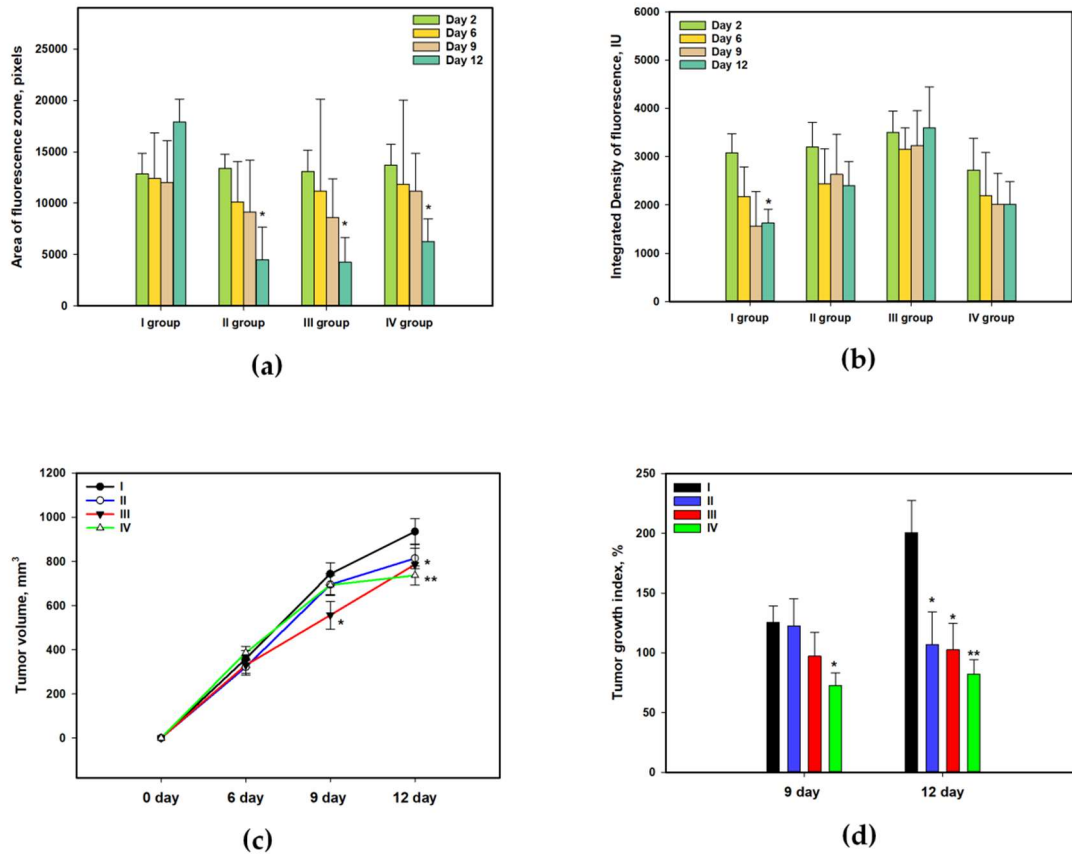 Area of fluorescence zone, pixels
25000
20000
15000
10000
5000
0
Day 2
Day 6
Day 9
Day 12
*
*
*
I group
II group
III group
IV group
(a)
Integrated Density of fluorescence, IU
6000
5000
4000
3000
2000
1000
0
Day 2
Day 6
Day 9
Day 12
*
I group
II group
III group
IV group
(b)
Tumor volume, mm³
1200
1000
800
600
400
200
0
I
II
III
IV
*
*
**
0 day
6 day
9 day
12 day
(c)
Tumor growth index, %
250
200
150
100
50
0
I
II
III
IV
*
*
*
**
9 day
12 day
(d)